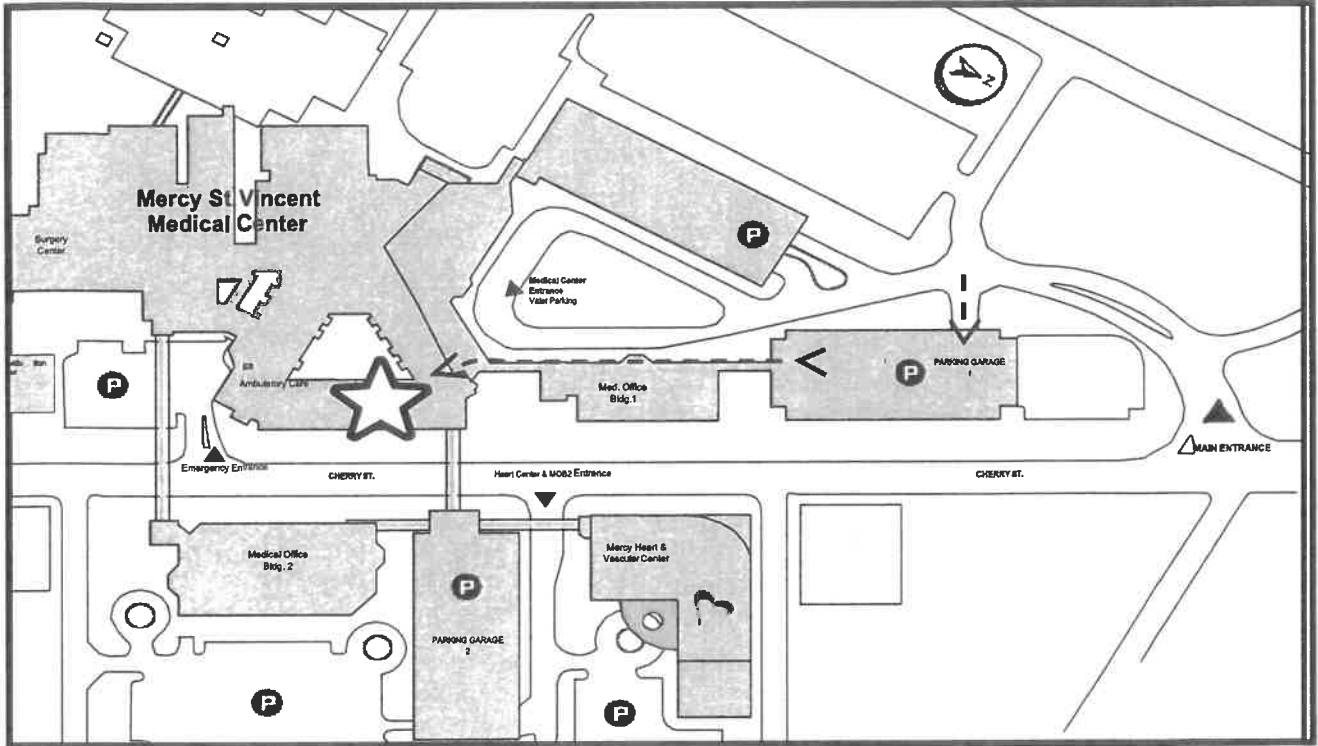 N
Mercy St. Vincent
Medical Center
Surgery
Center
P
Medical Center
Entrance
Valet Parking
P
P
PARKING GARAGE
1
Ambulatory Care
Med. Office
Bldg.1
Emergency Entrance
CHERRY ST.
Heart Center & MOB2 Entrance
CHERRY ST.
MAIN ENTRANCE
Medical Office
Bldg. 2
P
PARKING GARAGE
2
Mercy Heart &
Vascular Center
P
P